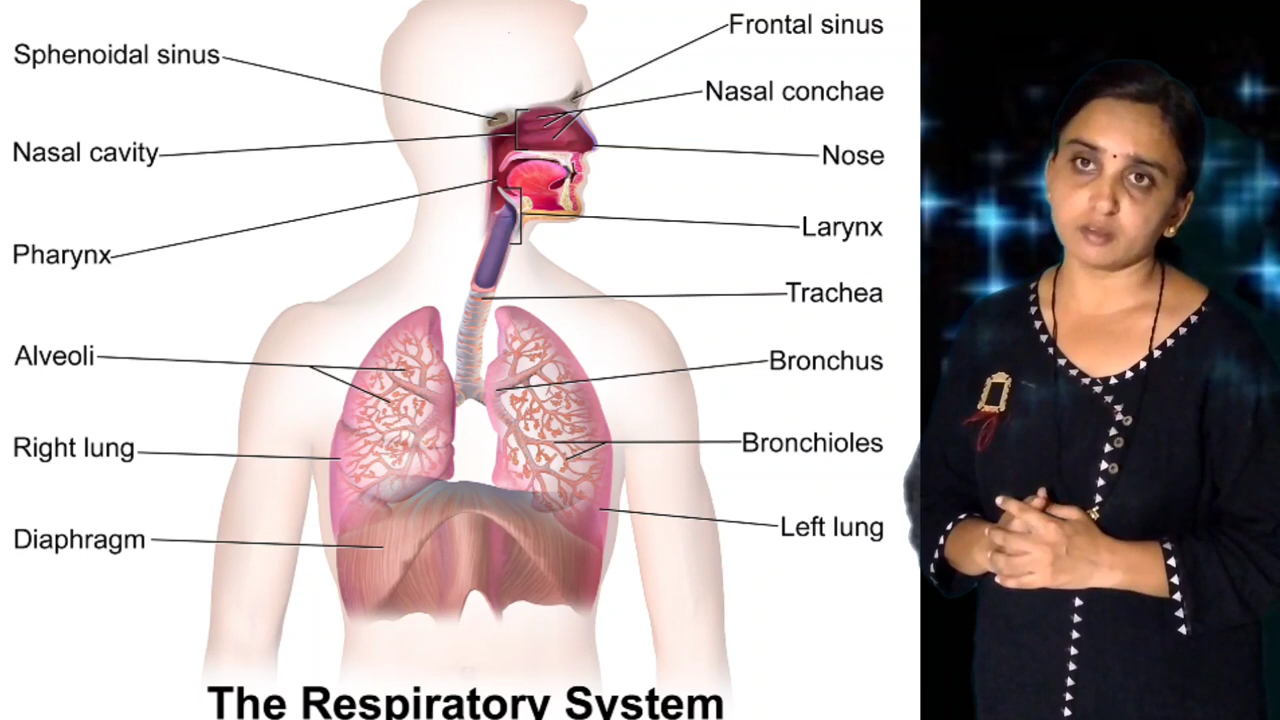 Sphenoidal sinus
Nasal cavity
Pharynx
Alveoli
Right lung
Diaphragm
Frontal sinus
Nasal conchae
Nose
Larynx
Trachea
Bronchus
Bronchioles
Left lung
The Respiratory System